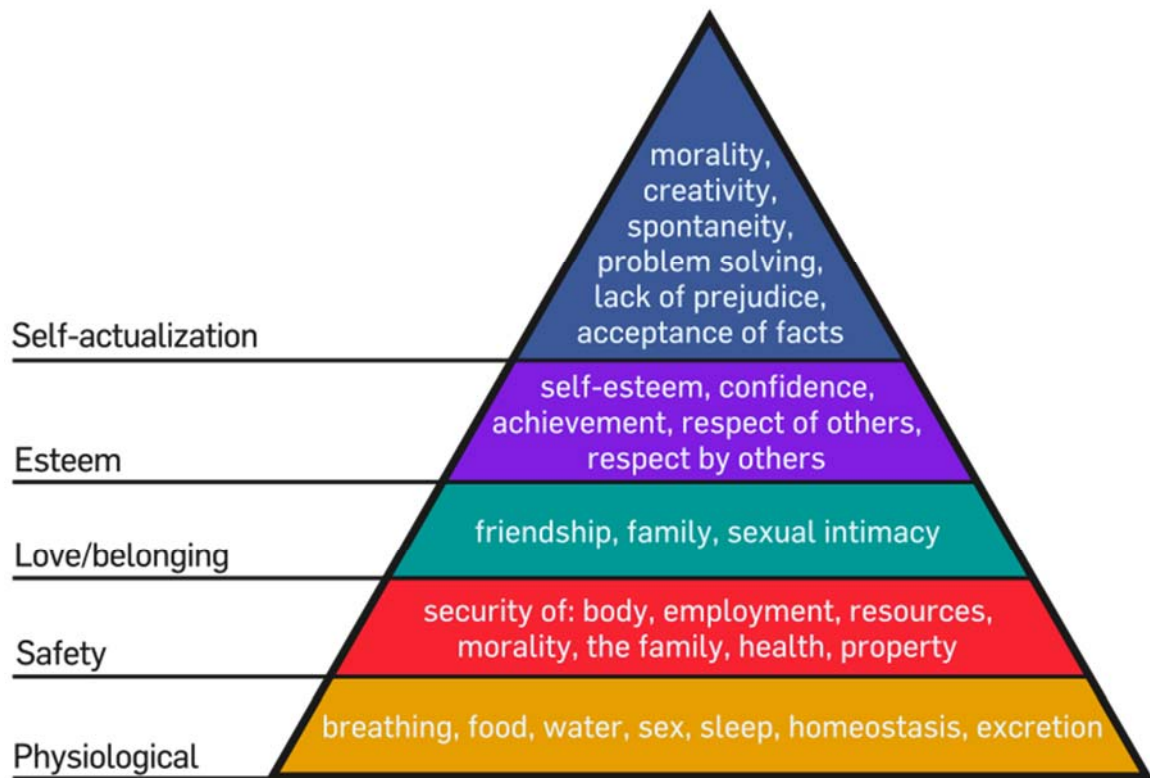 morality,
creativity,
spontaneity,
problem solving,
lack of prejudice,
acceptance of facts
Self-actualization
self-esteem, confidence,
achievement, respect of others,
respect by others
Esteem
friendship, family, sexual intimacy
Love/belonging
security of: body, employment, resources,
morality, the family, health, property
Safety
breathing, food, water, sex, sleep, homeostasis, excretion
Physiological